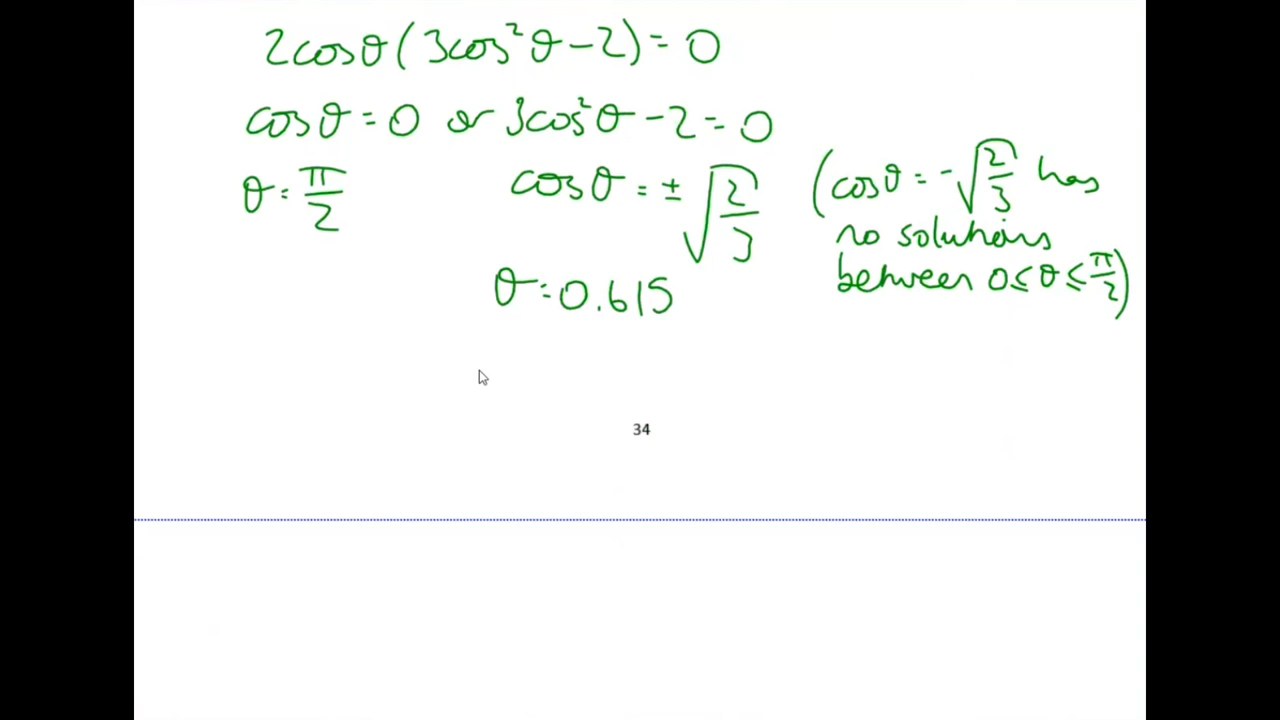 2cosθ(3cos²θ-2)=0
cosθ=0 or 3cos²θ-2=0
θ=π/2
cosθ=±√(2/3)
θ=0.615
(cosθ=-√(2/3) has
no solutions
between 0≤θ≤π/2)
34